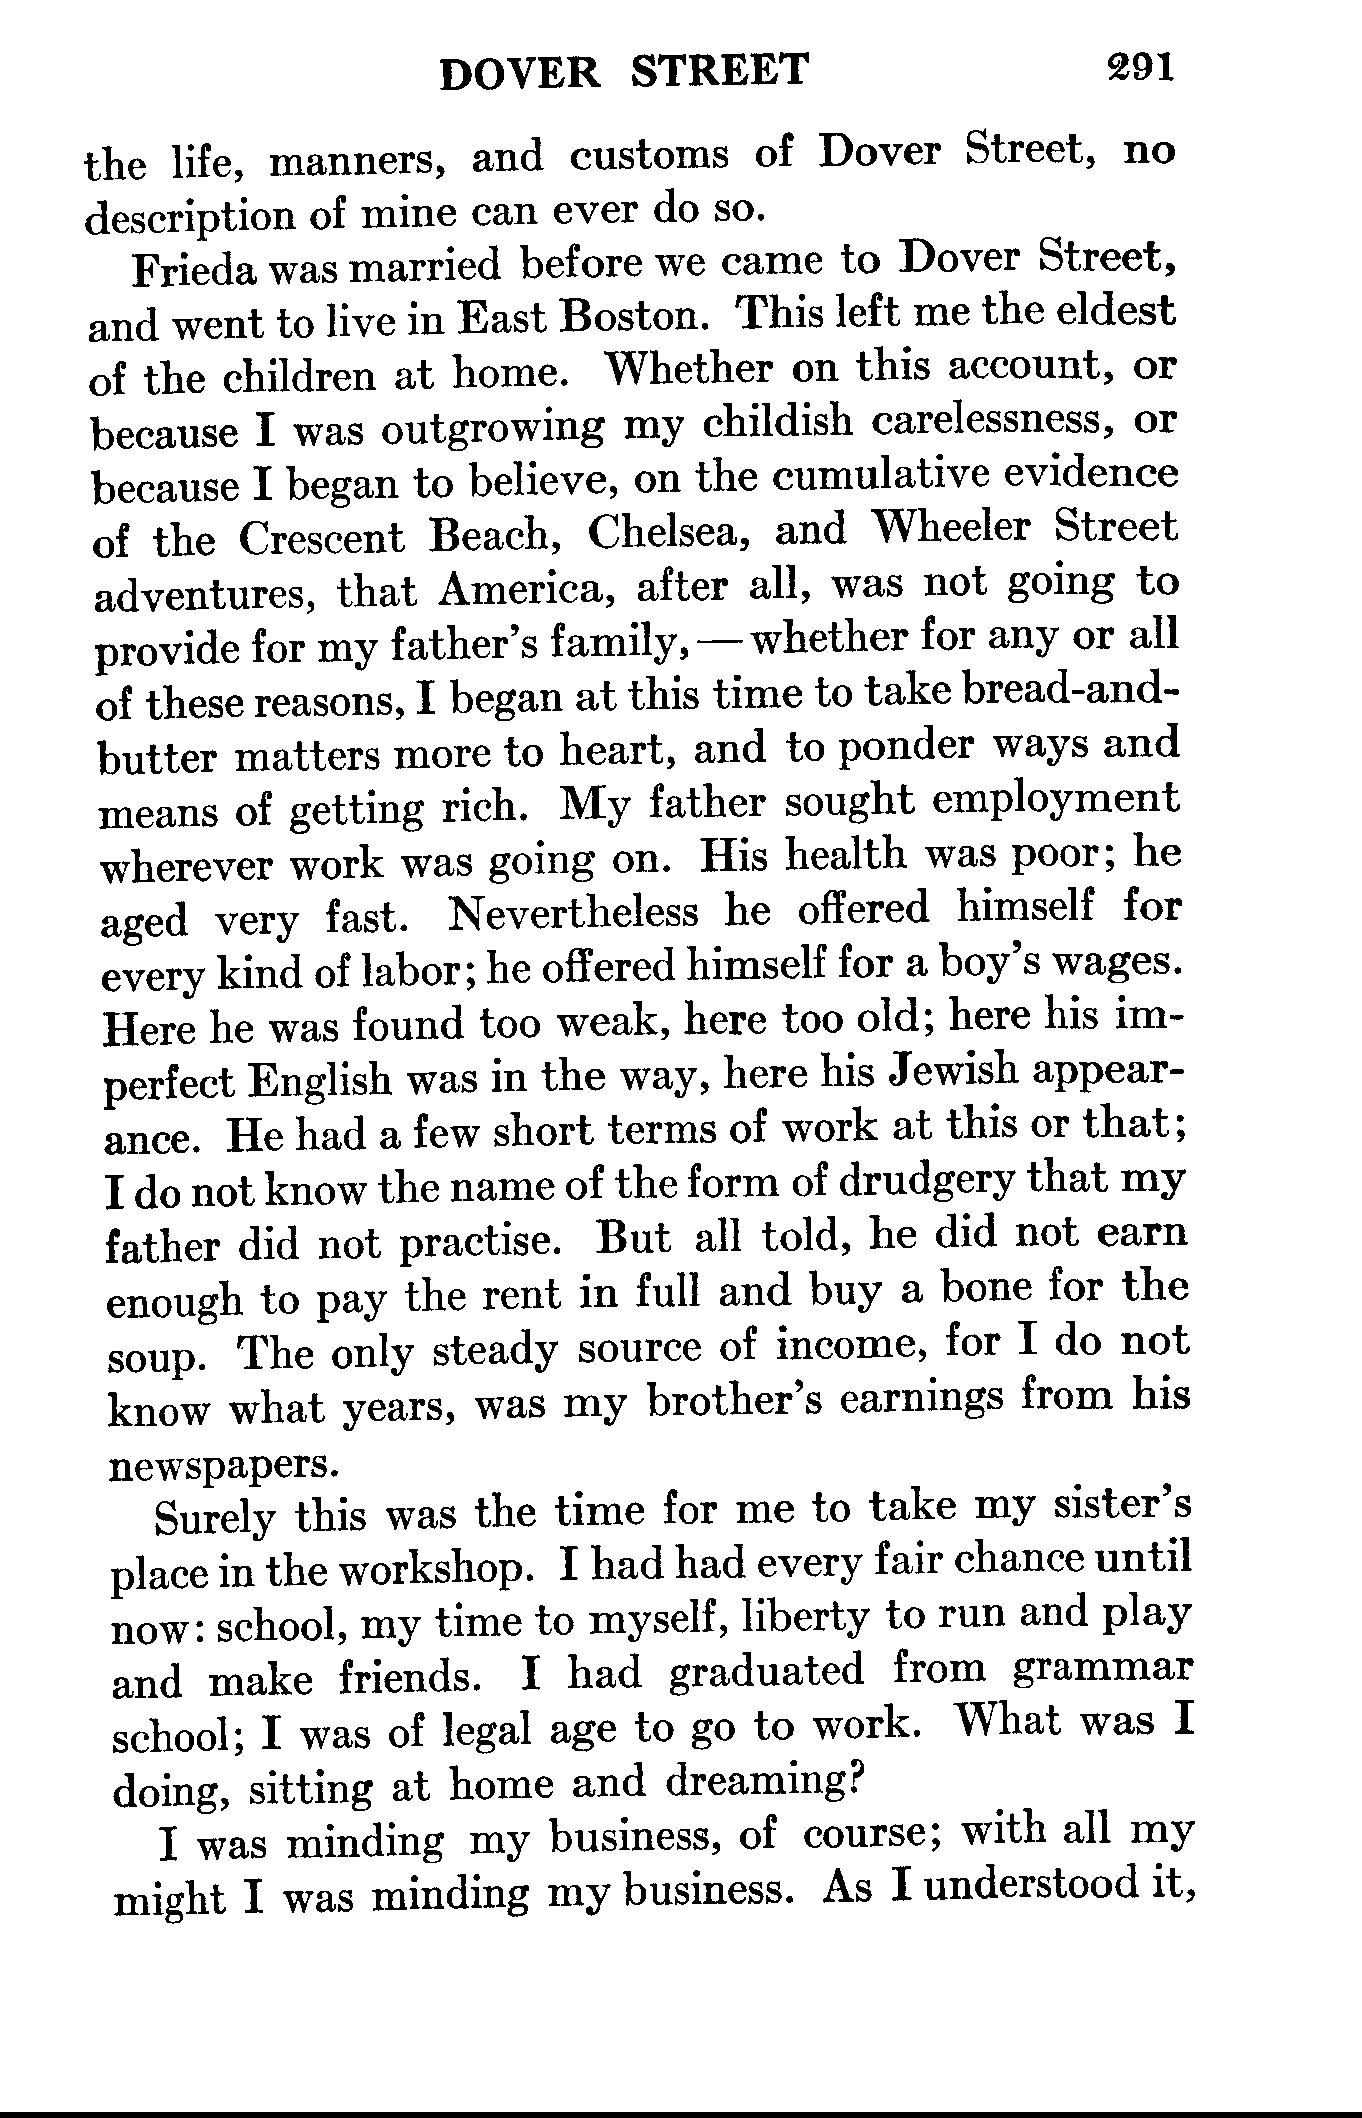 DOVER STREET 291
the life, manners, and customs of Dover Street, no
description of mine can ever do so.
Frieda was married before we came to Dover Street,
and went to live in East Boston. This left me the eldest
of the children at home. Whether on this account, or
because I was outgrowing my childish carelessness, or
because I began to believe, on the cumulative evidence
of the Crescent Beach, Chelsea, and Wheeler Street
adventures, that America, after all, was not going to
provide for my father's family,—whether for any or all
of these reasons, I began at this time to take bread-and-
butter matters more to heart, and to ponder ways and
means of getting rich. My father sought employment
wherever work was going on. His health was poor; he
aged very fast. Nevertheless he offered himself for
every kind of labor; he offered himself for a boy's wages.
Here he was found too weak, here too old; here his im-
perfect English was in the way, here his Jewish appear-
ance. He had a few short terms of work at this or that;
I do not know the name of the form of drudgery that my
father did not practise. But all told, he did not earn
enough to pay the rent in full and buy a bone for the
soup. The only steady source of income, for I do not
know what years, was my brother's earnings from his
newspapers.
Surely this was the time for me to take my sister's
place in the workshop. I had had every fair chance until
now: school, my time to myself, liberty to run and play
and make friends. I had graduated from grammar
school; I was of legal age to go to work. What was I
doing, sitting at home and dreaming?
I was minding my business, of course; with all my
might I was minding my business. As I understood it,